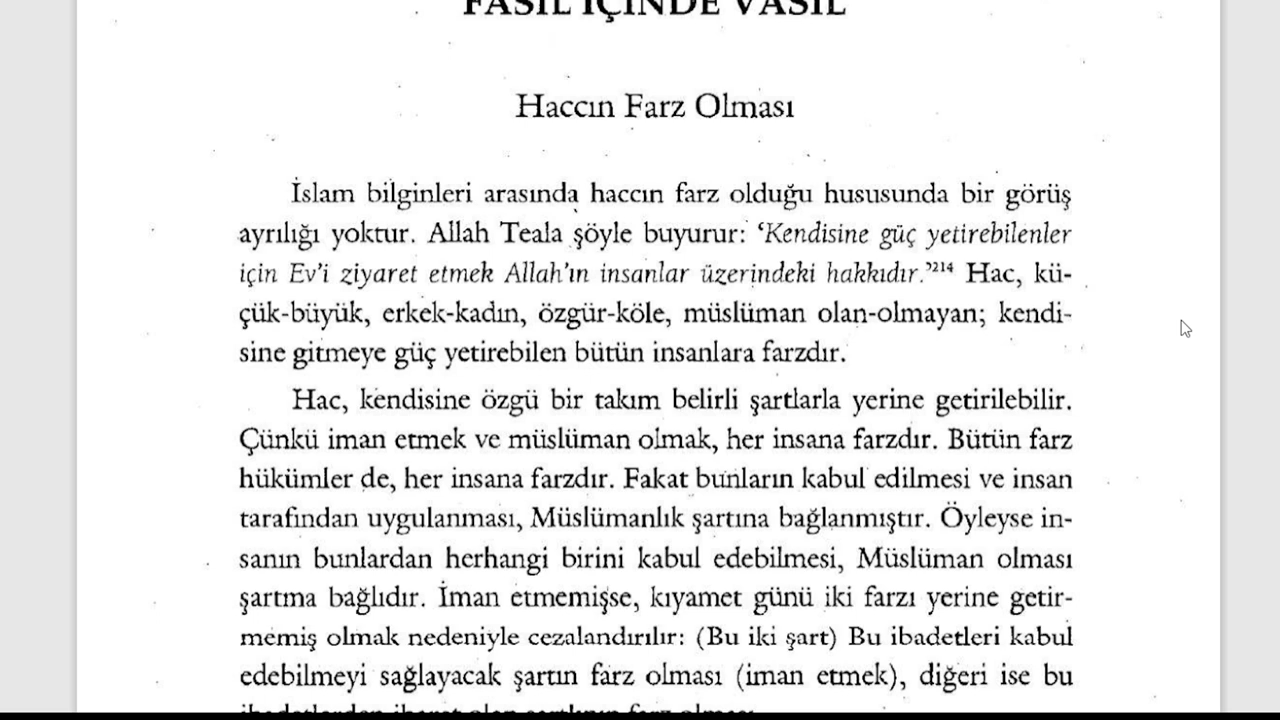 FASIL İÇİNDE VASIL
Haccın Farz Olması
İslam bilginleri arasında haccın farz olduğu hususunda bir görüş
ayrılığı yoktur. Allah Teala şöyle buyurur: ‘Kendisine güç yetirebilenler
için Ev’i ziyaret etmek Allah’ın insanlar üzerindeki hakkıdır.’²¹⁴ Hac, kü-
çük-büyük, erkek-kadın, özgür-köle, müslüman olan-olmayan; kendi-
sine gitmeye güç yetirebilen bütün insanlara farzdır.
Hac, kendisine özgü bir takım belirli şartlarla yerine getirilebilir.
Çünkü iman etmek ve müslüman olmak, her insana farzdır. Bütün farz
hükümler de, her insana farzdır. Fakat bunların kabul edilmesi ve insan
tarafından uygulanması, Müslümanlık şartına bağlanmıştır. Öyleyse in-
sanın bunlardan herhangi birini kabul edebilmesi, Müslüman olması
şartına bağlıdır. İman etmemişse, kıyamet günü iki farzı yerine getir-
memiş olmak nedeniyle cezalandırılır: (Bu iki şart) Bu ibadetleri kabul
edebilmeyi sağlayacak şartın farz olması (iman etmek), diğeri ise bu